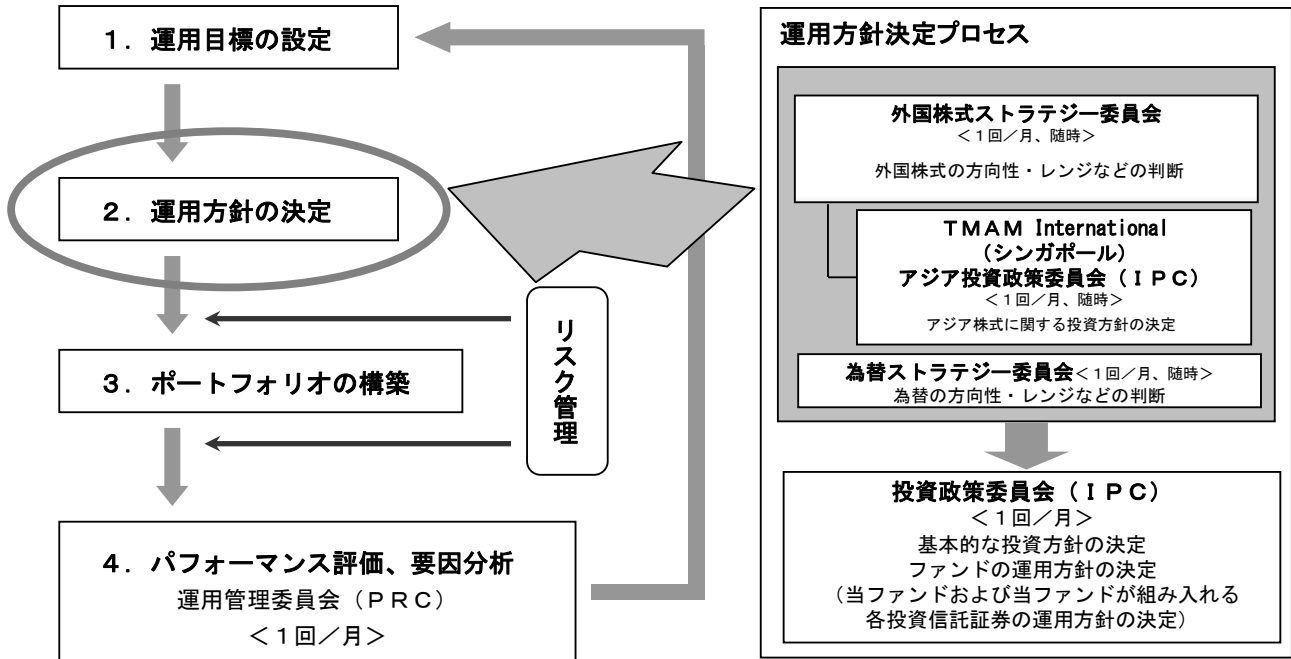 １．運用目標の設定
２．運用方針の決定
３．ポートフォリオの構築
４．パフォーマンス評価、要因分析
運用管理委員会（ＰＲＣ）
＜１回／月＞
リスク管理
運用方針決定プロセス
外国株式ストラテジー委員会
＜１回／月、随時＞
外国株式の方向性・レンジなどの判断
ＴＭＡＭ International
（シンガポール）
アジア投資政策委員会（ＩＰＣ）
＜１回／月、随時＞
アジア株式に関する投資方針の決定
為替ストラテジー委員会＜１回／月、随時＞
為替の方向性・レンジなどの判断
投資政策委員会（ＩＰＣ）
＜１回／月＞
基本的な投資方針の決定
ファンドの運用方針の決定
（当ファンドおよび当ファンドが組み入れる
各投資信託証券の運用方針の決定）